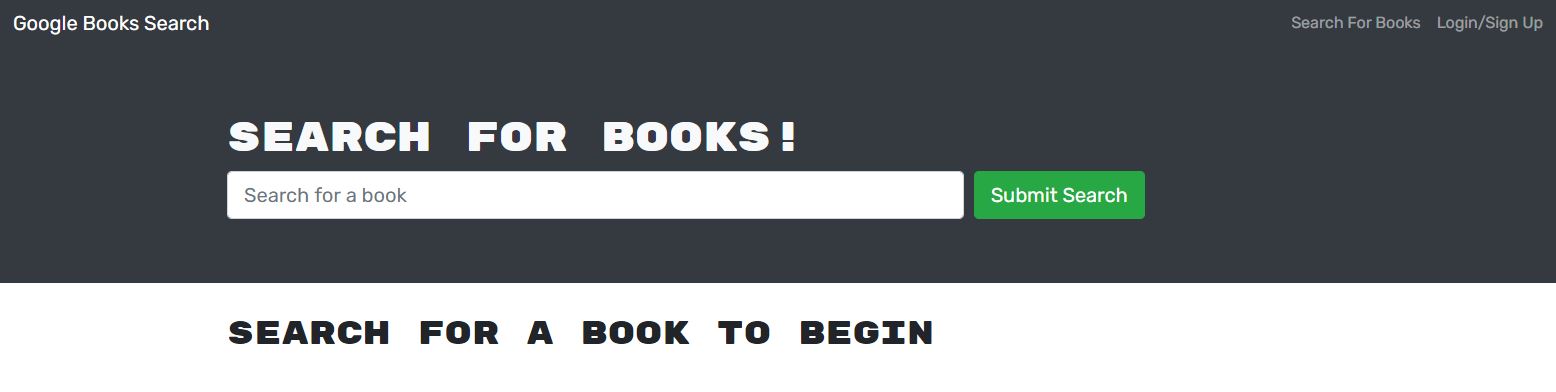 Google Books Search
Search For Books Login/Sign Up
SEARCH FOR BOOKS!
Search for a book
Submit Search
SEARCH FOR A BOOK TO BEGIN